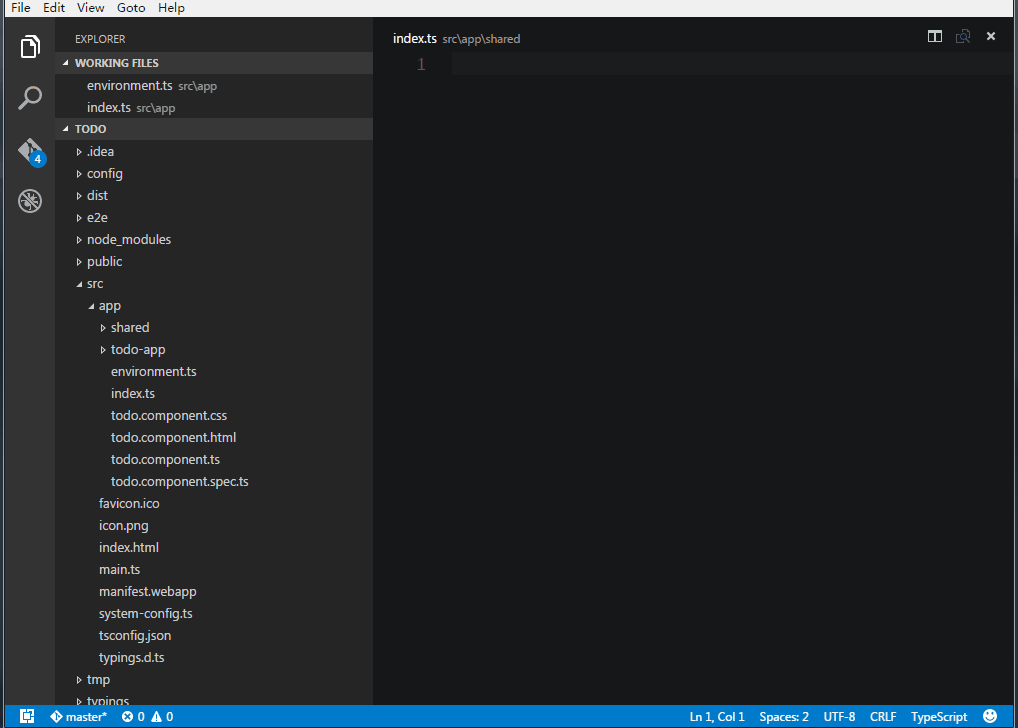 File Edit View Goto Help
EXPLORER
WORKING FILES
environment.ts src\app
index.ts src\app
TODO
.idea
config
dist
e2e
node_modules
public
src
app
shared
todo-app
environment.ts
index.ts
todo.component.css
todo.component.html
todo.component.ts
todo.component.spec.ts
favicon.ico
icon.png
index.html
main.ts
manifest.webapp
system-config.ts
tsconfig.json
typings.d.ts
tmp
typings
4
index.ts src\app\shared
1
master* 0 0 Ln 1, Col 1 Spaces: 2 UTF-8 CRLF TypeScript